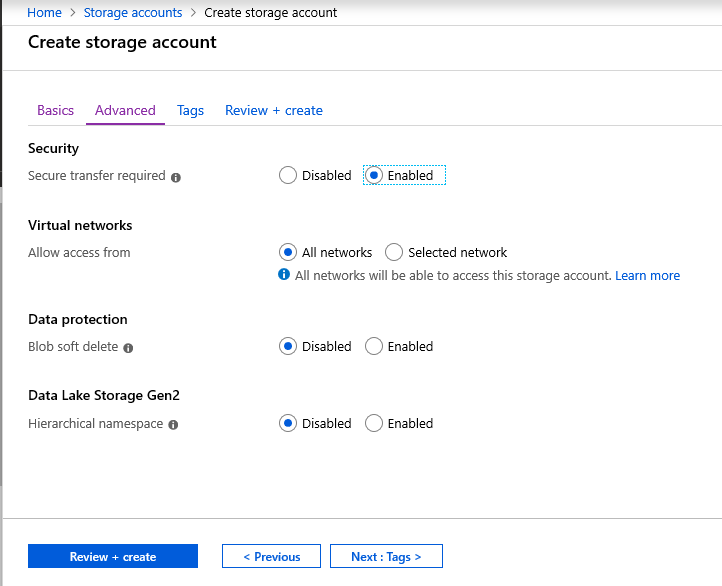 Home > Storage accounts > Create storage account
Create storage account
Basics Advanced Tags Review + create
Security
Secure transfer required Disabled Enabled
Virtual networks
Allow access from All networks Selected network
All networks will be able to access this storage account. Learn more
Data protection
Blob soft delete Disabled Enabled
Data Lake Storage Gen2
Hierarchical namespace Disabled Enabled
Review + create < Previous Next : Tags >